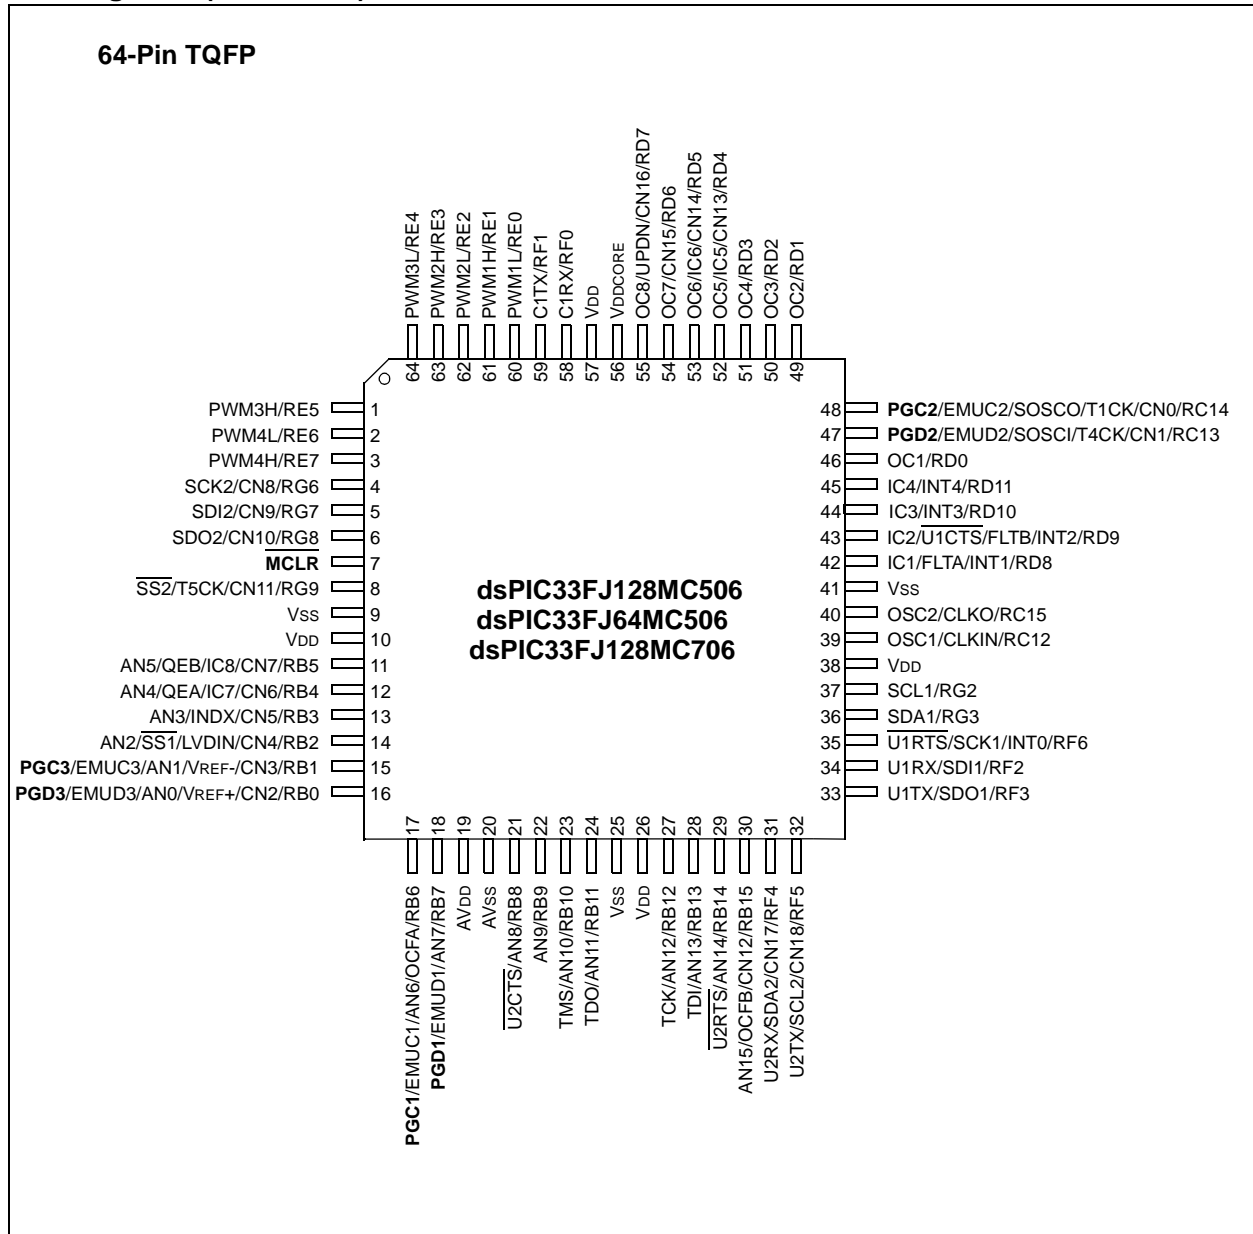 64-Pin TQFP
PWM3L/RE4
PWM2H/RE3
PWM2L/RE2
PWM1H/RE1
PWM1L/RE0
C1TX/RF1
C1RX/RF0
VDD
VDDCORE
OC8/UPDN/CN16/RD7
OC7/CN15/RD6
OC6/IC6/CN14/RD5
OC5/IC5/CN13/RD4
OC4/RD3
OC3/RD2
OC2/RD1
64 63 62 61 60 59 58 57 56 55 54 53 52 51 50 49
PWM3H/RE5 1
PWM4L/RE6 2
PWM4H/RE7 3
SCK2/CN8/RG6 4
SDI2/CN9/RG7 5
SDO2/CN10/RG8 6
MCLR 7
SS2/T5CK/CN11/RG9 8
VSS 9
VDD 10
AN5/QEB/IC8/CN7/RB5 11
AN4/QEA/IC7/CN6/RB4 12
AN3/INDX/CN5/RB3 13
AN2/SS1/LVDIN/CN4/RB2 14
PGC3/EMUC3/AN1/VREF-/CN3/RB1 15
PGD3/EMUD3/AN0/VREF+/CN2/RB0 16
dsPIC33FJ128MC506
dsPIC33FJ64MC506
dsPIC33FJ128MC706
48 PGC2/EMUC2/SOSCO/T1CK/CN0/RC14
47 PGD2/EMUD2/SOSCI/T4CK/CN1/RC13
46 OC1/RD0
45 IC4/INT4/RD11
44 IC3/INT3/RD10
43 IC2/U1CTS/FLTB/INT2/RD9
42 IC1/FLTA/INT1/RD8
41 VSS
40 OSC2/CLKO/RC15
39 OSC1/CLKIN/RC12
38 VDD
37 SCL1/RG2
36 SDA1/RG3
35 U1RTS/SCK1/INT0/RF6
34 U1RX/SDI1/RF2
33 U1TX/SDO1/RF3
17 18 19 20 21 22 23 24 25 26 27 28 29 30 31 32
PGC1/EMUC1/AN6/OCFA/RB6
PGD1/EMUD1/AN7/RB7
AVDD
AVSS
U2CTS/AN8/RB8
AN9/RB9
TMS/AN10/RB10
TDO/AN11/RB11
VSS
VDD
TCK/AN12/RB12
TDI/AN13/RB13
U2RTS/AN14/RB14
AN15/OCFB/CN12/RB15
U2RX/SDA2/CN17/RF4
U2TX/SCL2/CN18/RF5